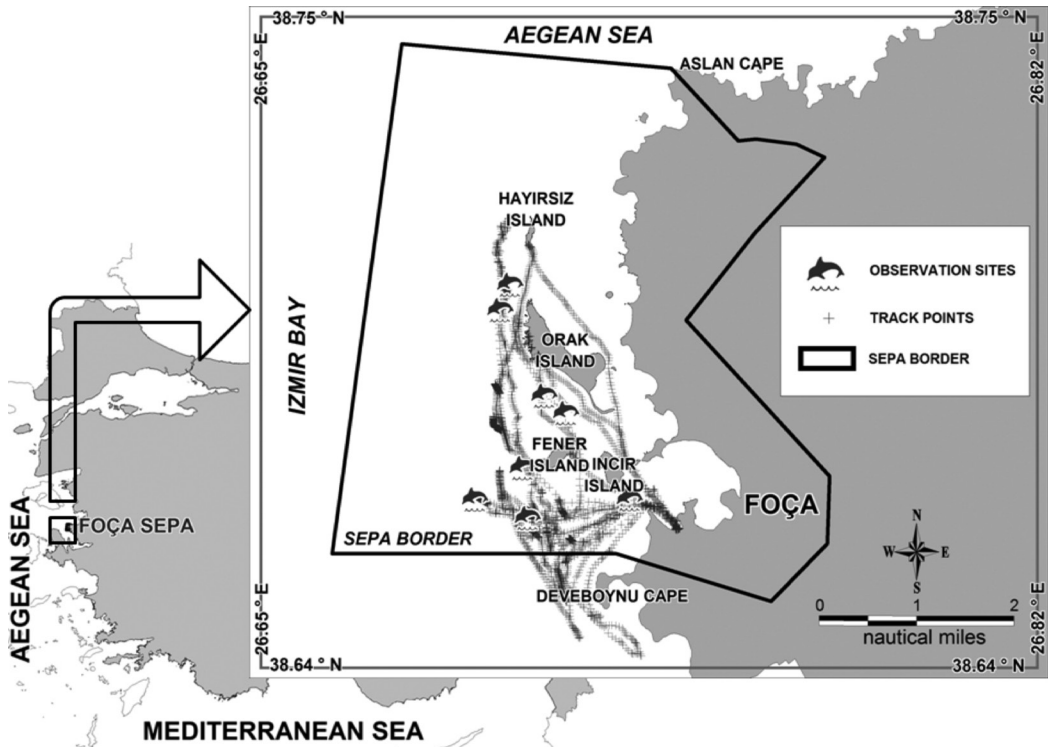 38.75 ° N
38.75 ° N
26.65 ° E
26.82 ° E
AEGEAN SEA
ASLAN CAPE
HAYIRSIZ
ISLAND
OBSERVATION SITES
TRACK POINTS
SEPA BORDER
IZMIR BAY
ORAK
ISLAND
FENER
ISLAND
INCIR
ISLAND
FOÇA
SEPA BORDER
DEVEBOYNU CAPE
N
W
E
S
0
1
2
nautical miles
26.65 ° E
26.82 ° E
38.64 ° N
38.64 ° N
AEGEAN SEA
FOÇA SEPA
MEDITERRANEAN SEA